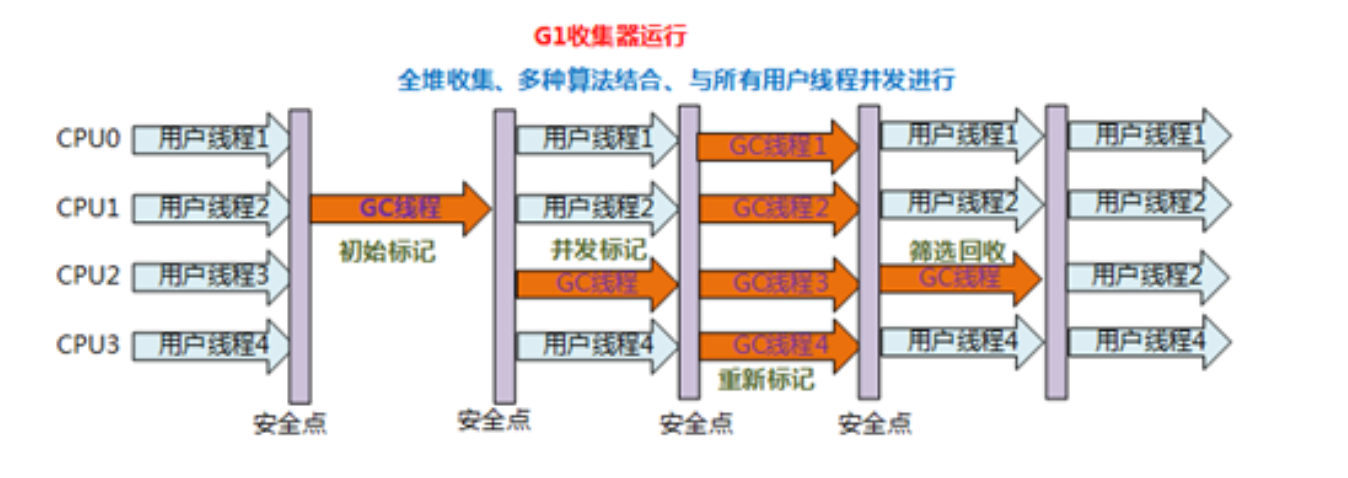 G1收集器运行
全堆收集、多种算法结合、与所有用户线程并发进行
CPU0 用户线程1 用户线程1 GC线程1 用户线程1 用户线程1
CPU1 用户线程2 GC线程 用户线程2 GC线程2 用户线程2 用户线程2
初始标记 并发标记 筛选回收
CPU2 用户线程3 GC线程 GC线程3 GC线程 用户线程2
CPU3 用户线程4 用户线程4 GC线程4 用户线程4 用户线程4
重新标记
安全点 安全点 安全点 安全点